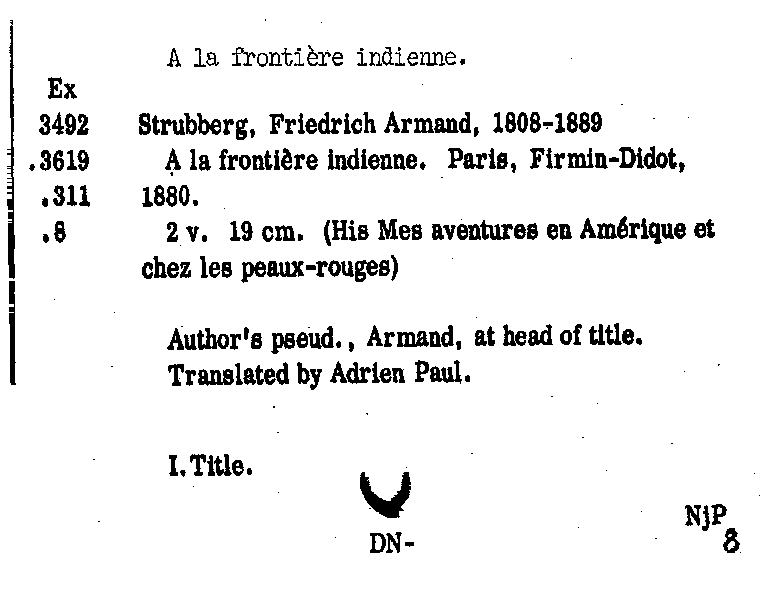 A la frontière indienne.
Ex
3492 Strubberg, Friedrich Armand, 1808-1889
.3619 A la frontière indienne. Paris, Firmin-Didot,
.311 1880.
.8 2 v. 19 cm. (His Mes aventures en Amérique et
chez les peaux-rouges)
Author's pseud., Armand, at head of title.
Translated by Adrien Paul.
I. Title.
NjP
DN- 8